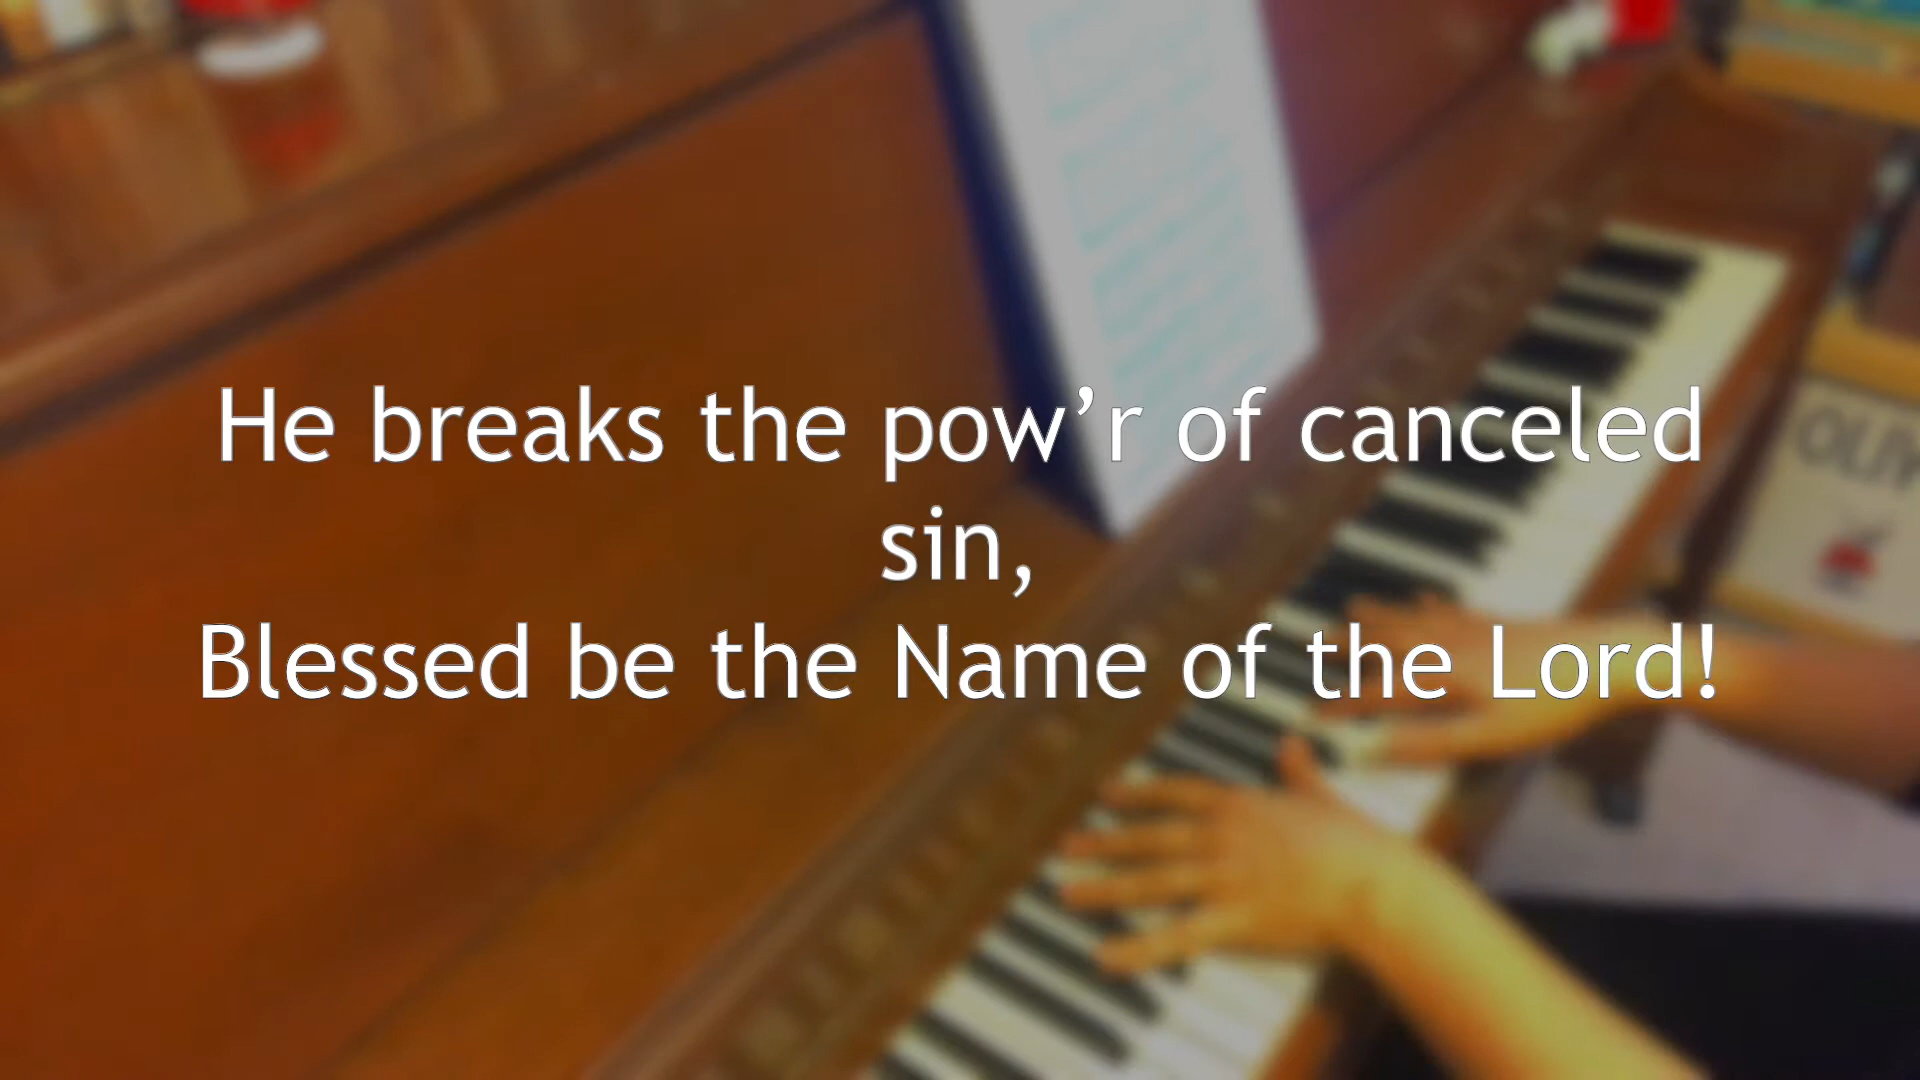 He breaks the pow’r of canceled
sin,
Blessed be the Name of the Lord!